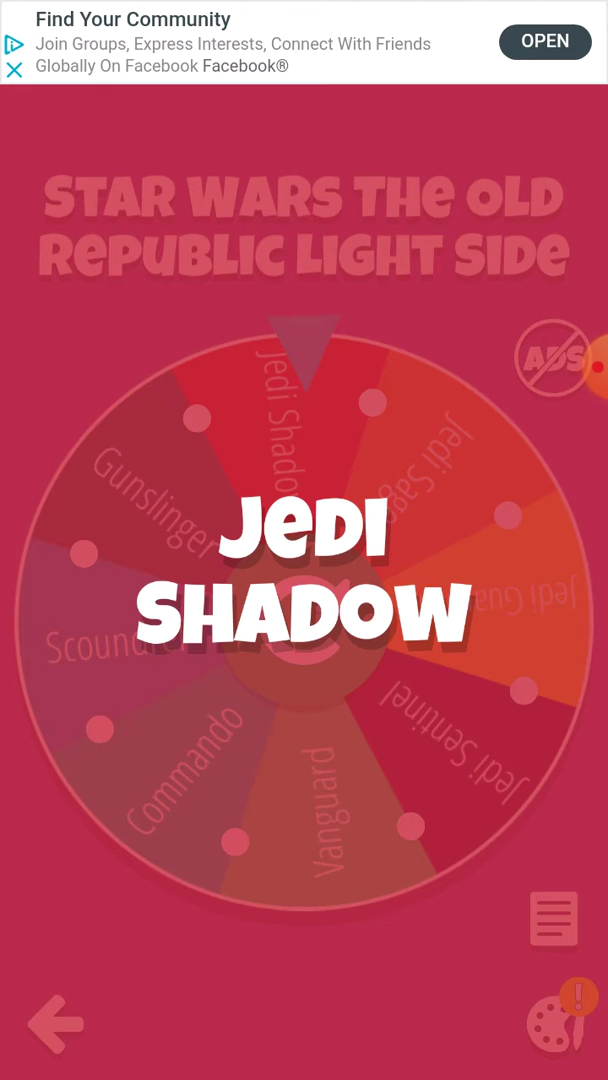 Find Your Community
Join Groups, Express Interests, Connect With Friends
Globally On Facebook Facebook®
OPEN
STAR WARS THe OLD
RePUBLIC LIGHT SIDe
ADS
Jedi Shado
Jedi Sage
Jedi Gua
Jedi Sentinel
Vanguard
Commando
Scound
Gunslinger
JeDI
SHADOW
!